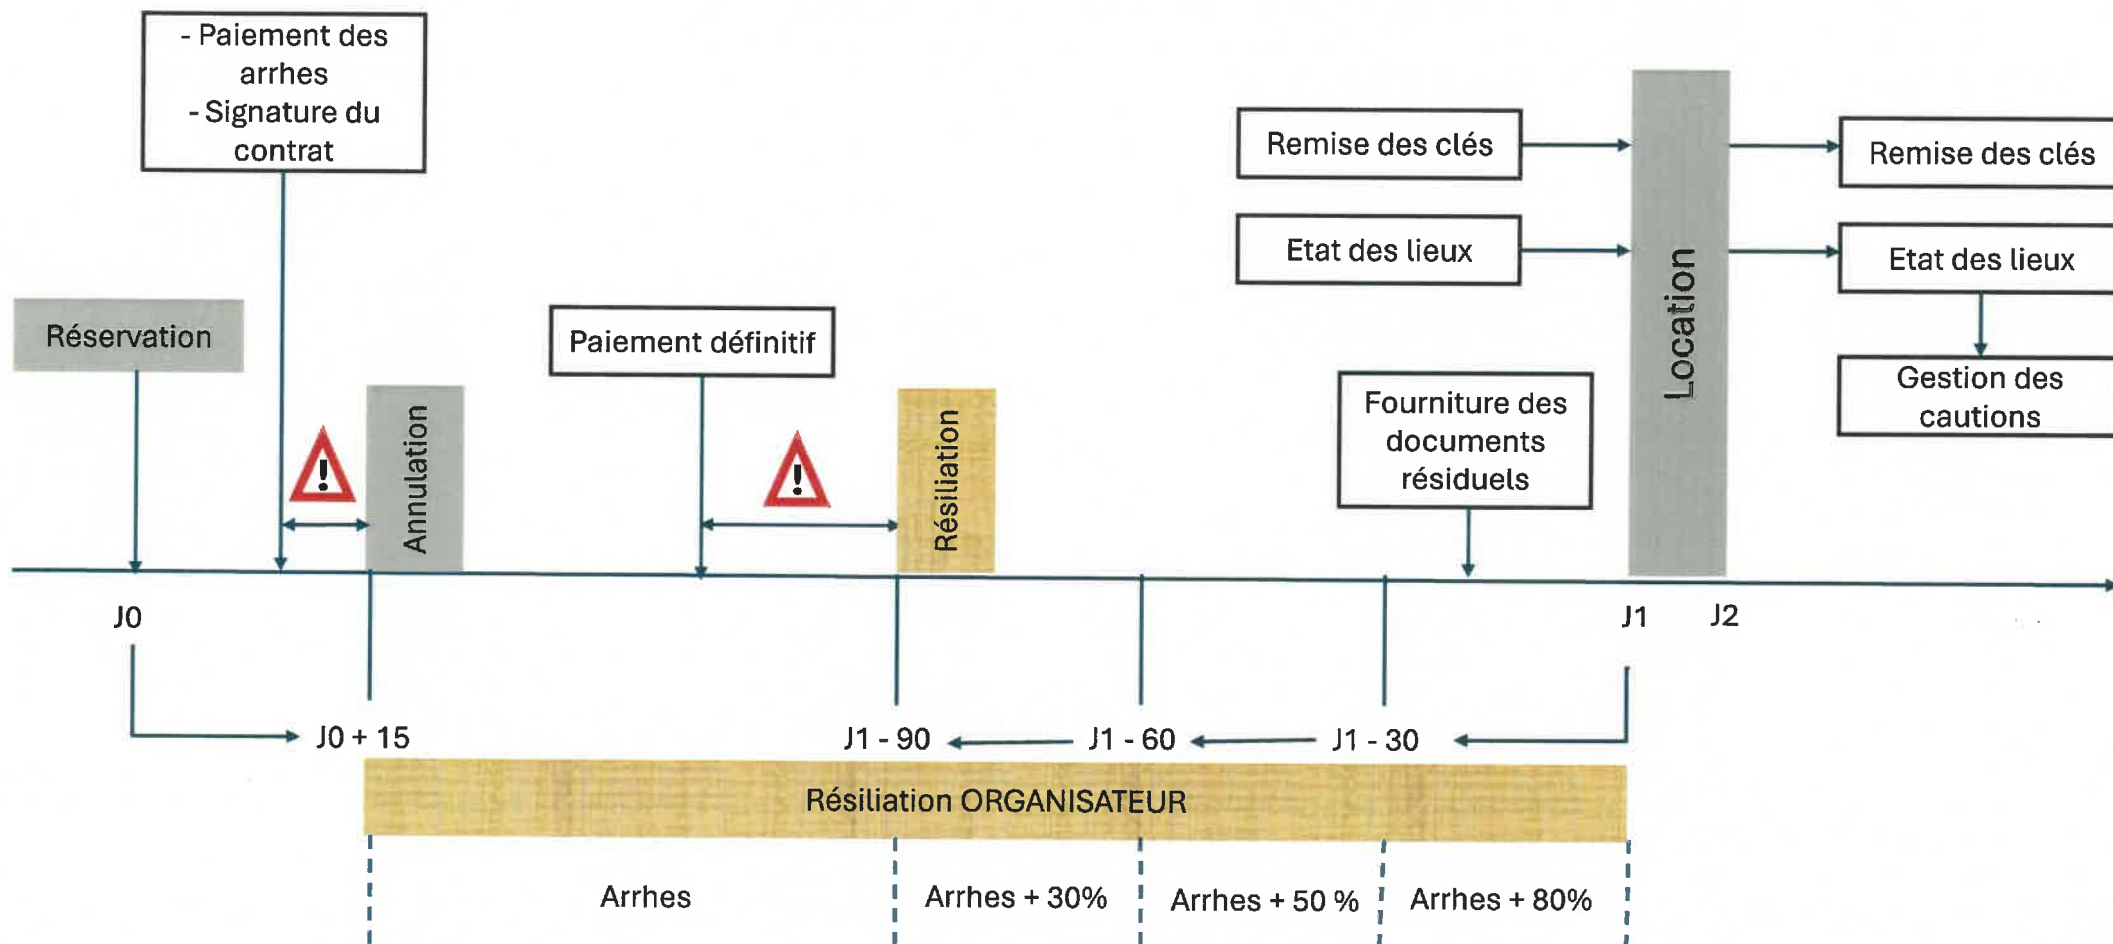 - Paiement des
arrhes
- Signature du
contrat
Remise des clés
Remise des clés
Etat des lieux
Etat des lieux
Location
Réservation
Paiement définitif
Gestion des
cautions
Fourniture des
documents
résiduels
!
!
Annulation
Résiliation
J0
J1
J2
J0 + 15
J1 - 90
J1 - 60
J1 - 30
Résiliation ORGANISATEUR
Arrhes
Arrhes + 30%
Arrhes + 50 %
Arrhes + 80%